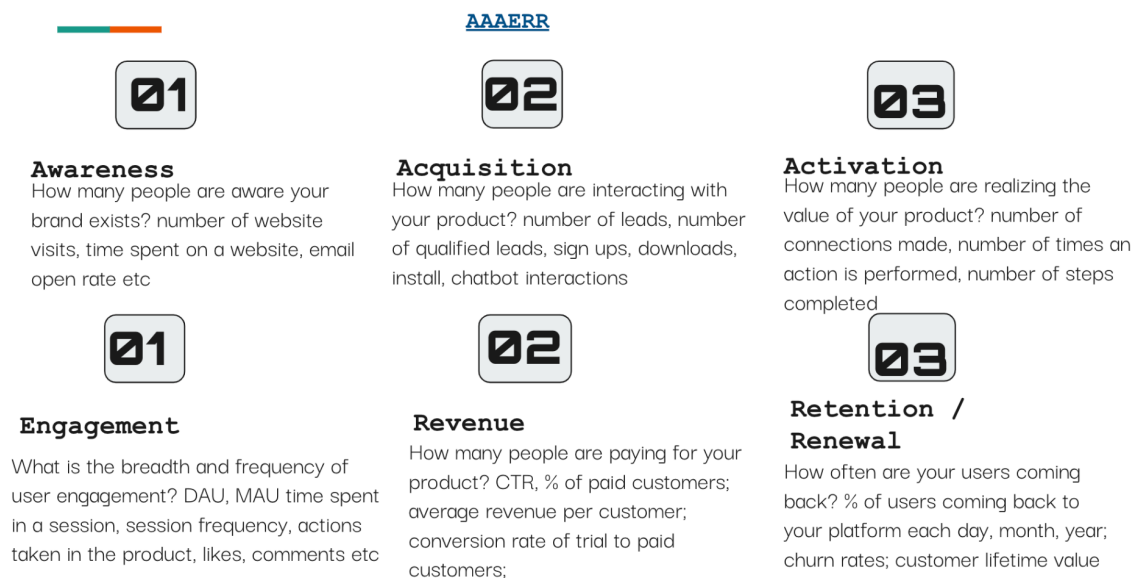 AAAERR
01
Awareness
How many people are aware your
brand exists? number of website
visits, time spent on a website, email
open rate etc
02
Acquisition
How many people are interacting with
your product? number of leads, number
of qualified leads, sign ups, downloads,
install, chatbot interactions
03
Activation
How many people are realizing the
value of your product? number of
connections made, number of times an
action is performed, number of steps
completed
01
Engagement
What is the breadth and frequency of
user engagement? DAU, MAU time spent
in a session, session frequency, actions
taken in the product, likes, comments etc
02
Revenue
How many people are paying for your
product? CTR, % of paid customers;
average revenue per customer;
conversion rate of trial to paid
customers;
03
Retention /
Renewal
How often are your users coming
back? % of users coming back to
your platform each day, month, year;
churn rates; customer lifetime value